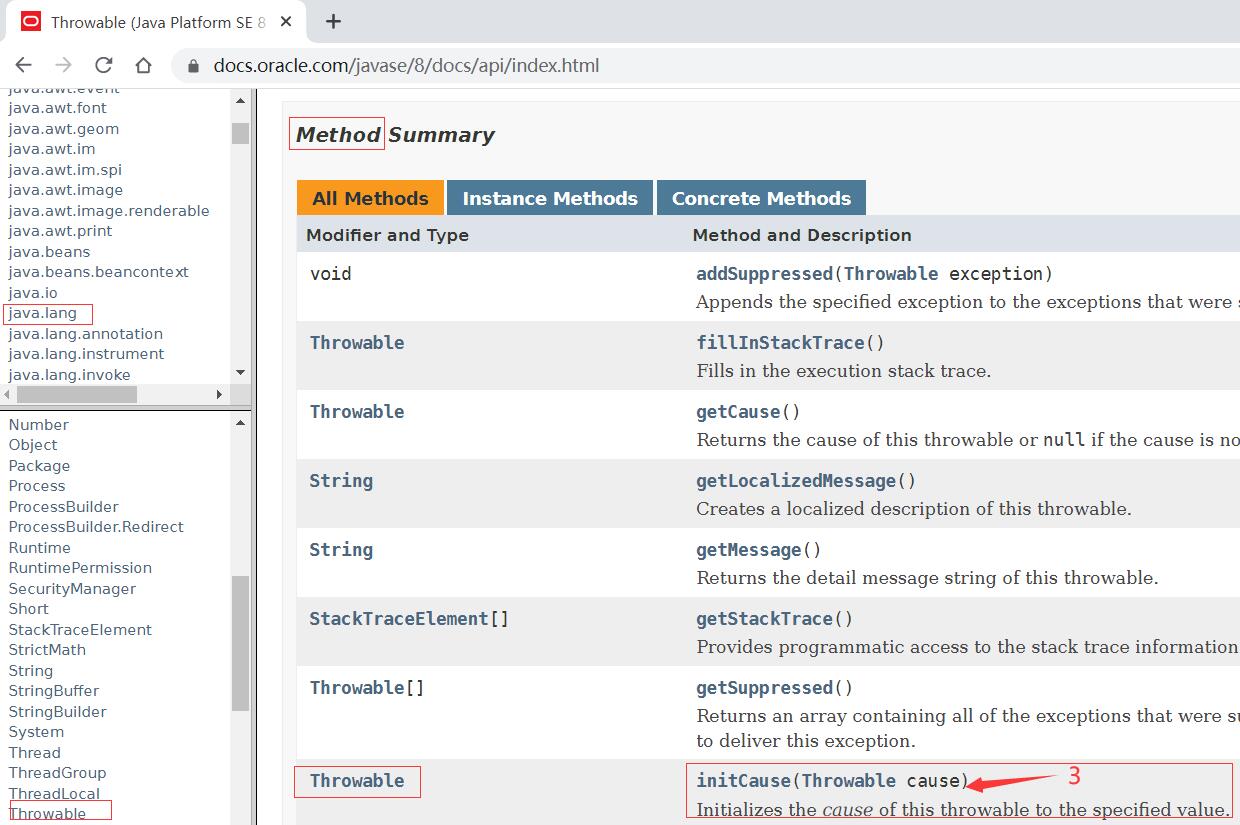 Throwable (Java Platform SE 8
docs.oracle.com/javase/8/docs/api/index.html
java.awt.event
java.awt.font
java.awt.geom
java.awt.im
java.awt.im.spi
java.awt.image
java.awt.image.renderable
java.awt.print
java.beans
java.beans.beancontext
java.io
java.lang
java.lang.annotation
java.lang.instrument
java.lang.invoke
Number
Object
Package
Process
ProcessBuilder
ProcessBuilder.Redirect
Runtime
RuntimePermission
SecurityManager
Short
StackTraceElement
StrictMath
String
StringBuffer
StringBuilder
System
Thread
ThreadGroup
ThreadLocal
Throwable
Method Summary
All Methods Instance Methods Concrete Methods
Modifier and Type Method and Description
void addSuppressed(Throwable exception)
Appends the specified exception to the exceptions that were
Throwable fillInStackTrace()
Fills in the execution stack trace.
Throwable getCause()
Returns the cause of this throwable or null if the cause is no
String getLocalizedMessage()
Creates a localized description of this throwable.
String getMessage()
Returns the detail message string of this throwable.
StackTraceElement[] getStackTrace()
Provides programmatic access to the stack trace information
Throwable[] getSuppressed()
Returns an array containing all of the exceptions that were su
to deliver this exception.
Throwable initCause(Throwable cause) 3
Initializes the cause of this throwable to the specified value.